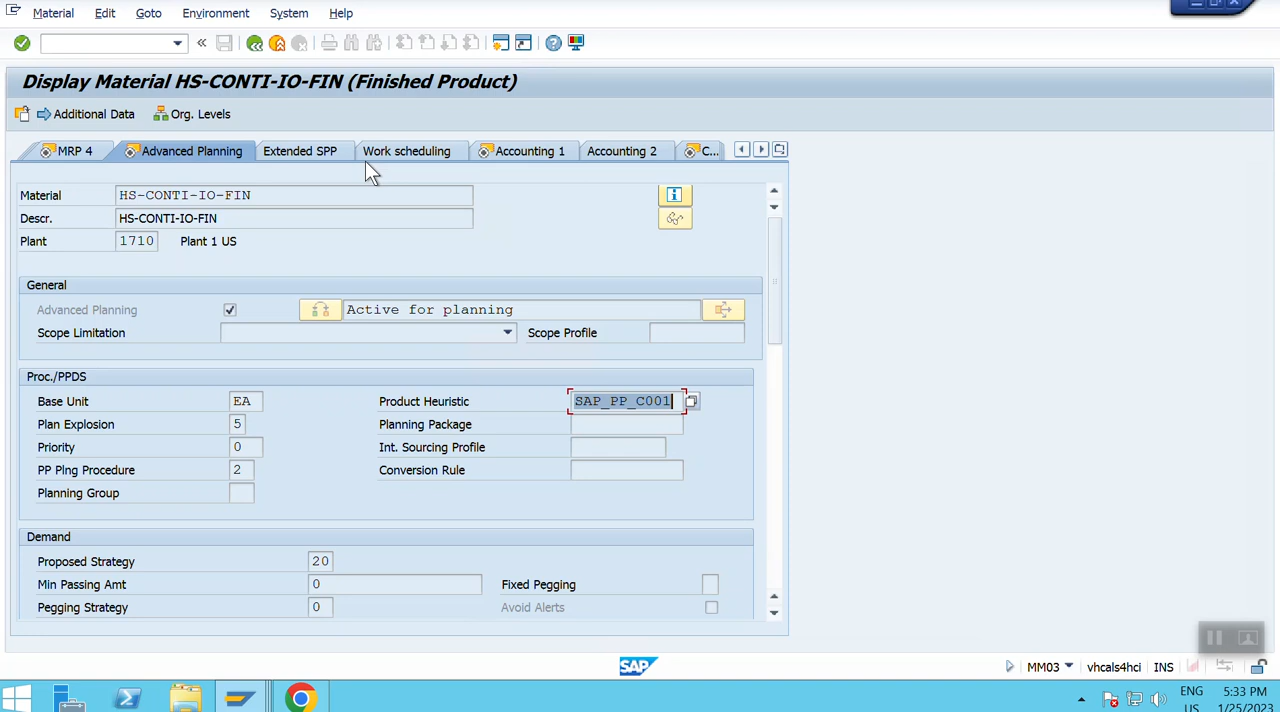 Material Edit Goto Environment System Help
Display Material HS-CONTI-IO-FIN (Finished Product)
Additional Data Org. Levels
MRP 4 Advanced Planning Extended SPP Work scheduling Accounting 1 Accounting 2 C...
Material HS-CONTI-IO-FIN
Descr. HS-CONTI-IO-FIN
Plant 1710 Plant 1 US
General
Advanced Planning Active for planning
Scope Limitation Scope Profile
Proc./PPDS
Base Unit EA Product Heuristic SAP_PP_C001
Plan Explosion 5 Planning Package
Priority 0 Int. Sourcing Profile
PP Plng Procedure 2 Conversion Rule
Planning Group
Demand
Proposed Strategy 20
Min Passing Amt 0 Fixed Pegging
Pegging Strategy 0 Avoid Alerts
SAP MM03 vhcals4hci INS
ENG 5:33 PM
US 1/25/2023